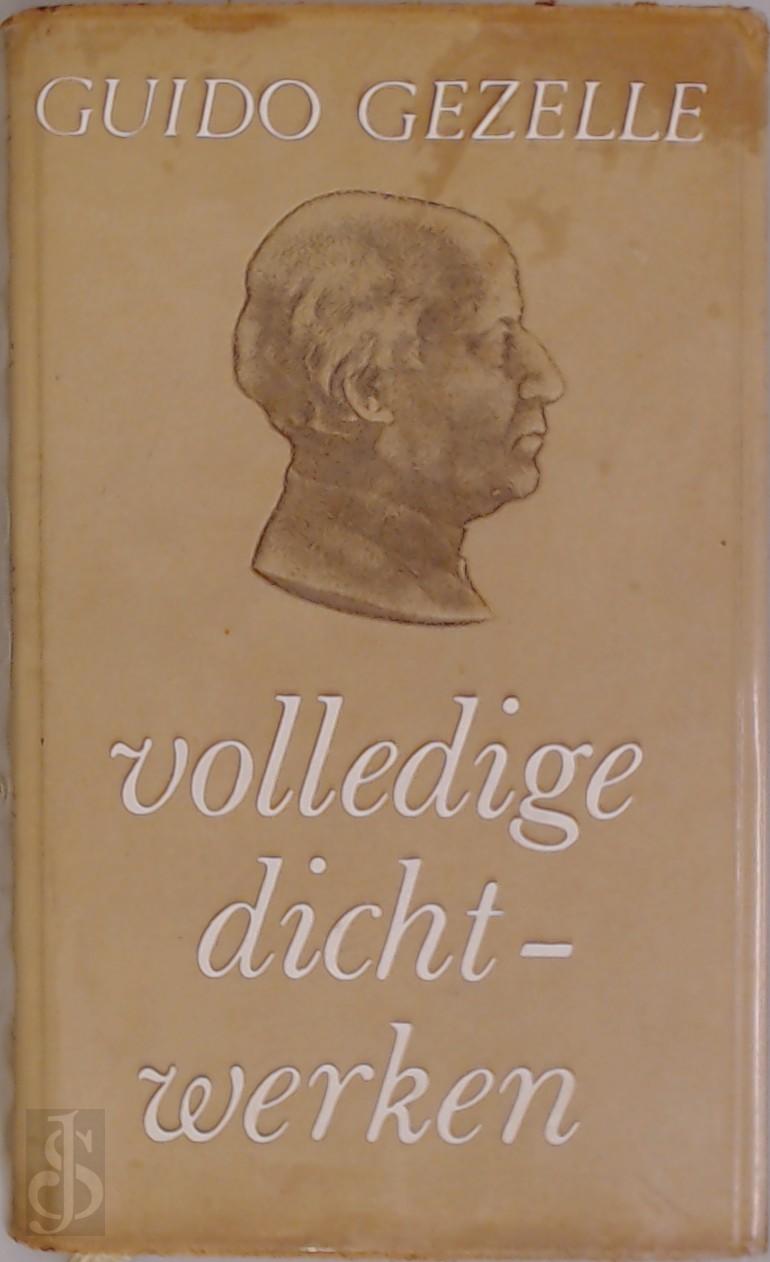 GUIDO GEZELLE
volledige
dicht-
werken